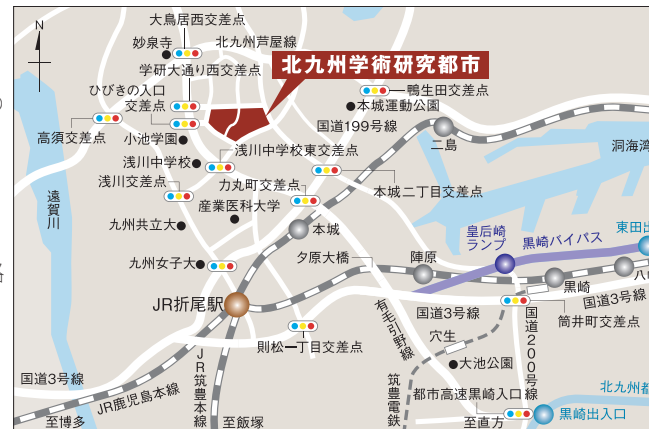 N
大鳥居西交差点
妙泉寺
北九州芦屋線
学研大通り西交差点
北九州学術研究都市
ひびきの入口
交差点
鴨生田交差点
本城運動公園
高須交差点
小池学園
国道199号線
二島
洞海湾
浅川中学校東交差点
浅川中学校
浅川交差点
力丸町交差点
本城二丁目交差点
遠賀川
産業医科大学
九州共立大
本城
皇后崎
ランプ
黒崎バイパス
東田出
九州女子大
夕原大橋
陣原
黒崎
八
JR折尾駅
有毛引野線
国道3号線
国道3号線
筒井町交差点
穴生
国道200号線
則松一丁目交差点
大池公園
JR筑豊本線
筑豊電鉄
国道3号線
JR鹿児島本線
都市高速黒崎入口
北九州都
黒崎出入口
至博多
至飯塚
至直方